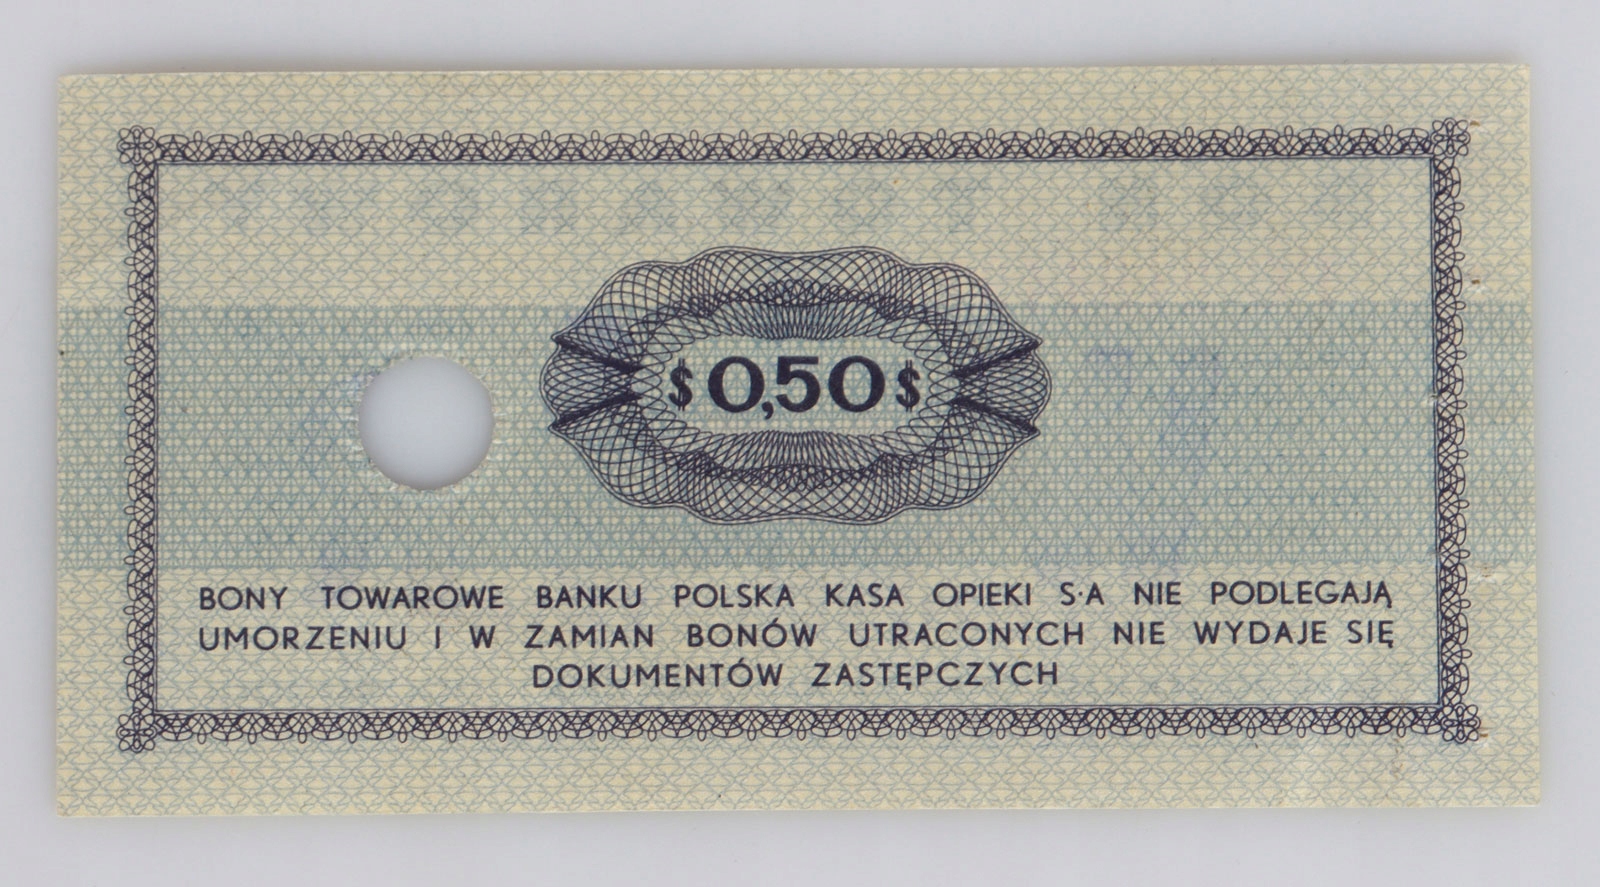 $ 0,50 $
BONY TOWAROWE BANKU POLSKA KASA OPIEKI S·A NIE PODLEGAJĄ
UMORZENIU I W ZAMIAN BONÓW UTRACONYCH NIE WYDAJE SIĘ
DOKUMENTÓW ZASTĘPCZYCH